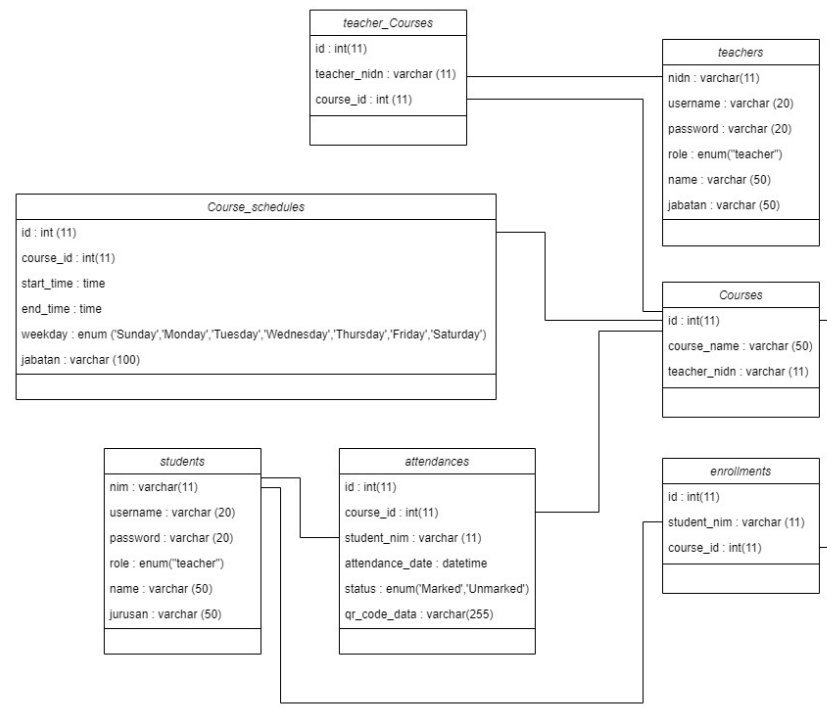 teacher_Courses
id : int(11)
teacher_nidn : varchar (11)
course_id : int (11)
teachers
nidn : varchar(11)
username : varchar (20)
password : varchar (20)
role : enum("teacher")
name : varchar (50)
jabatan : varchar (50)
Course_schedules
id : int (11)
course_id : int(11)
start_time : time
end_time : time
weekday : enum ('Sunday','Monday','Tuesday','Wednesday','Thursday','Friday','Saturday')
jabatan : varchar (100)
Courses
id : int(11)
course_name : varchar (50)
teacher_nidn : varchar (11)
students
nim : varchar(11)
username : varchar (20)
password : varchar (20)
role : enum("teacher")
name : varchar (50)
jurusan : varchar (50)
attendances
id : int(11)
course_id : int(11)
student_nim : varchar (11)
attendance_date : datetime
status : enum('Marked','Unmarked')
qr_code_data : varchar(255)
enrollments
id : int(11)
student_nim : varchar (11)
course_id : int(11)